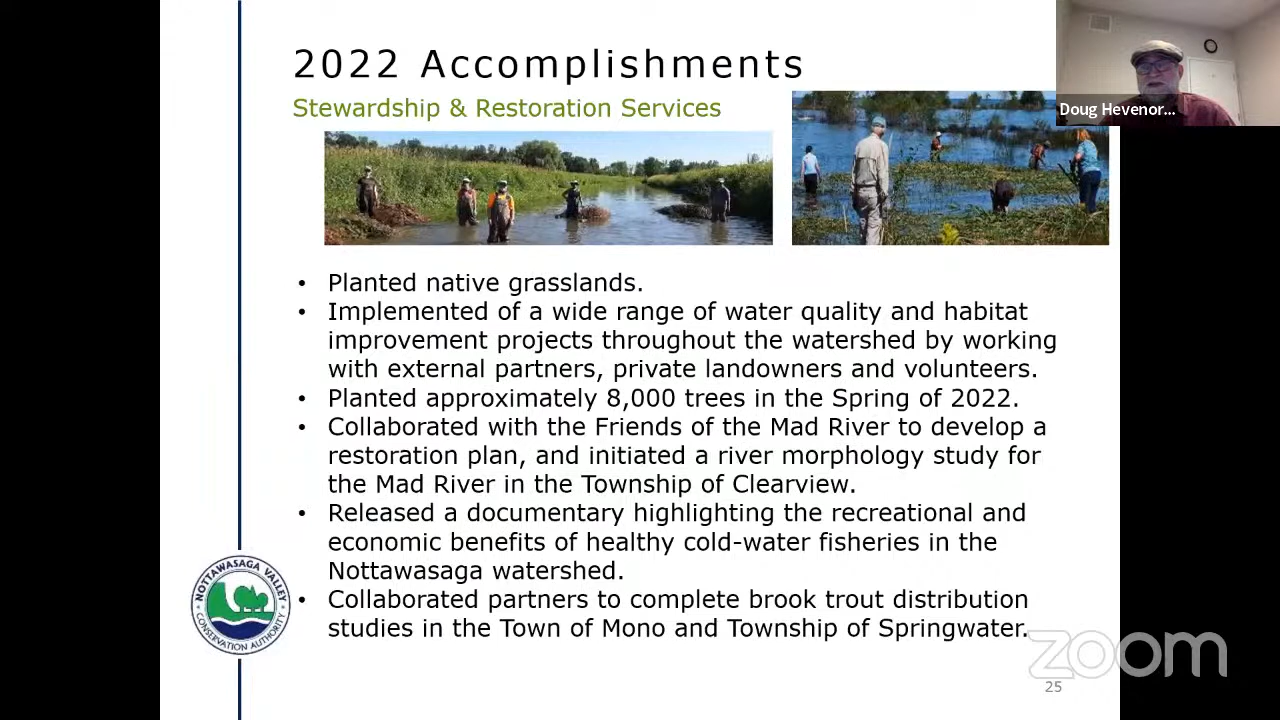 2022 Accomplishments
Stewardship & Restoration Services
Doug Hevenor...
• Planted native grasslands.
• Implemented of a wide range of water quality and habitat
improvement projects throughout the watershed by working
with external partners, private landowners and volunteers.
• Planted approximately 8,000 trees in the Spring of 2022.
• Collaborated with the Friends of the Mad River to develop a
restoration plan, and initiated a river morphology study for
the Mad River in the Township of Clearview.
• Released a documentary highlighting the recreational and
economic benefits of healthy cold-water fisheries in the
Nottawasaga watershed.
• Collaborated partners to complete brook trout distribution
studies in the Town of Mono and Township of Springwater.
NOTTAWASAGA VALLEY
CONSERVATION AUTHORITY
zoom
25